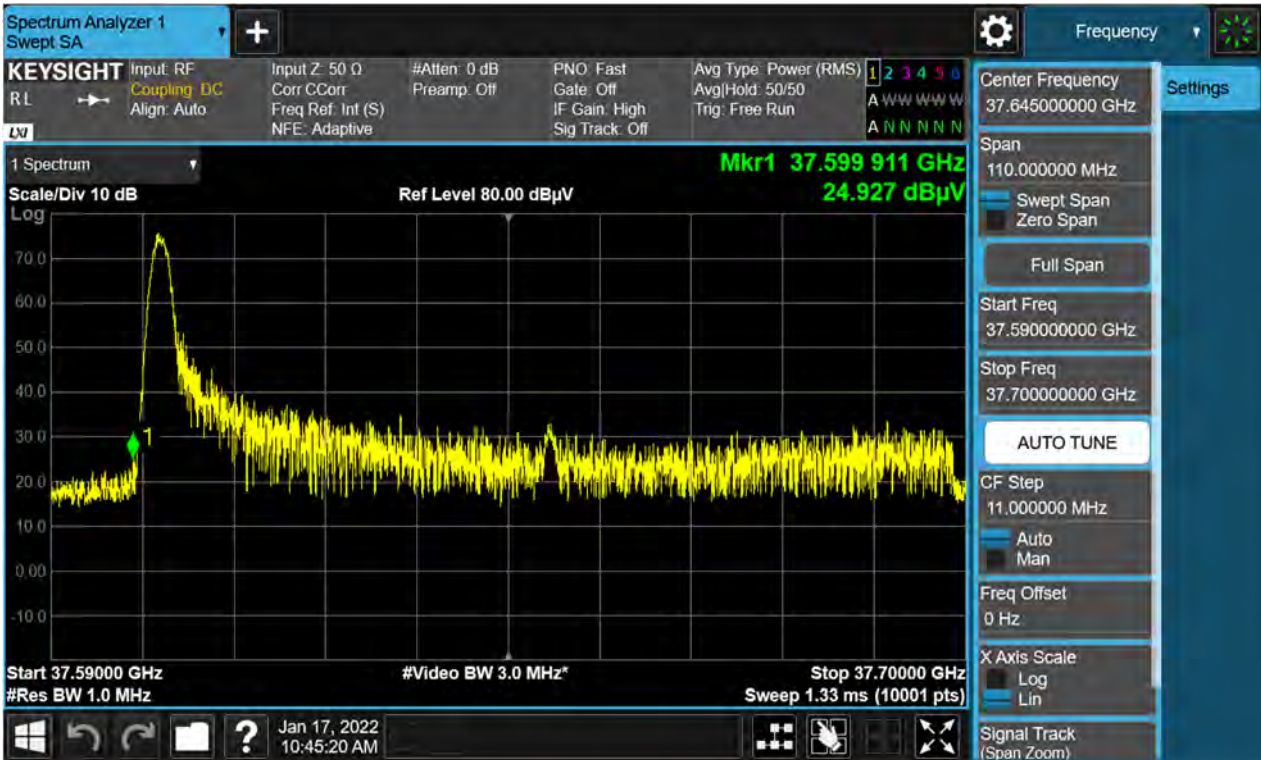 Spectrum Analyzer 1
Swept SA
+
Frequency
KEYSIGHT
R L
LXI
Input: RF
Coupling: DC
Align: Auto
Input Z: 50 Ω
Corr CCorr
Freq Ref: Int (S)
NFE: Adaptive
#Atten: 0 dB
Preamp: Off
PNO: Fast
Gate: Off
IF Gain: High
Sig Track: Off
Avg Type: Power (RMS)
Avg|Hold: 50/50
Trig: Free Run
1 2 3 4 5 6
A W W W W W
A N N N N N
1 Spectrum
Scale/Div 10 dB
Log
Ref Level 80.00 dBµV
Mkr1 37.599 911 GHz
24.927 dBµV
70.0
60.0
50.0
40.0
30.0
20.0
10.0
0.00
-10.0
1
Start 37.59000 GHz
#Res BW 1.0 MHz
#Video BW 3.0 MHz*
Stop 37.70000 GHz
Sweep 1.33 ms (10001 pts)
?
Jan 17, 2022
10:45:20 AM
Center Frequency
37.645000000 GHz
Span
110.000000 MHz
Swept Span
Zero Span
Full Span
Start Freq
37.590000000 GHz
Stop Freq
37.700000000 GHz
AUTO TUNE
CF Step
11.000000 MHz
Auto
Man
Freq Offset
0 Hz
X Axis Scale
Log
Lin
Signal Track
(Span Zoom)
Settings